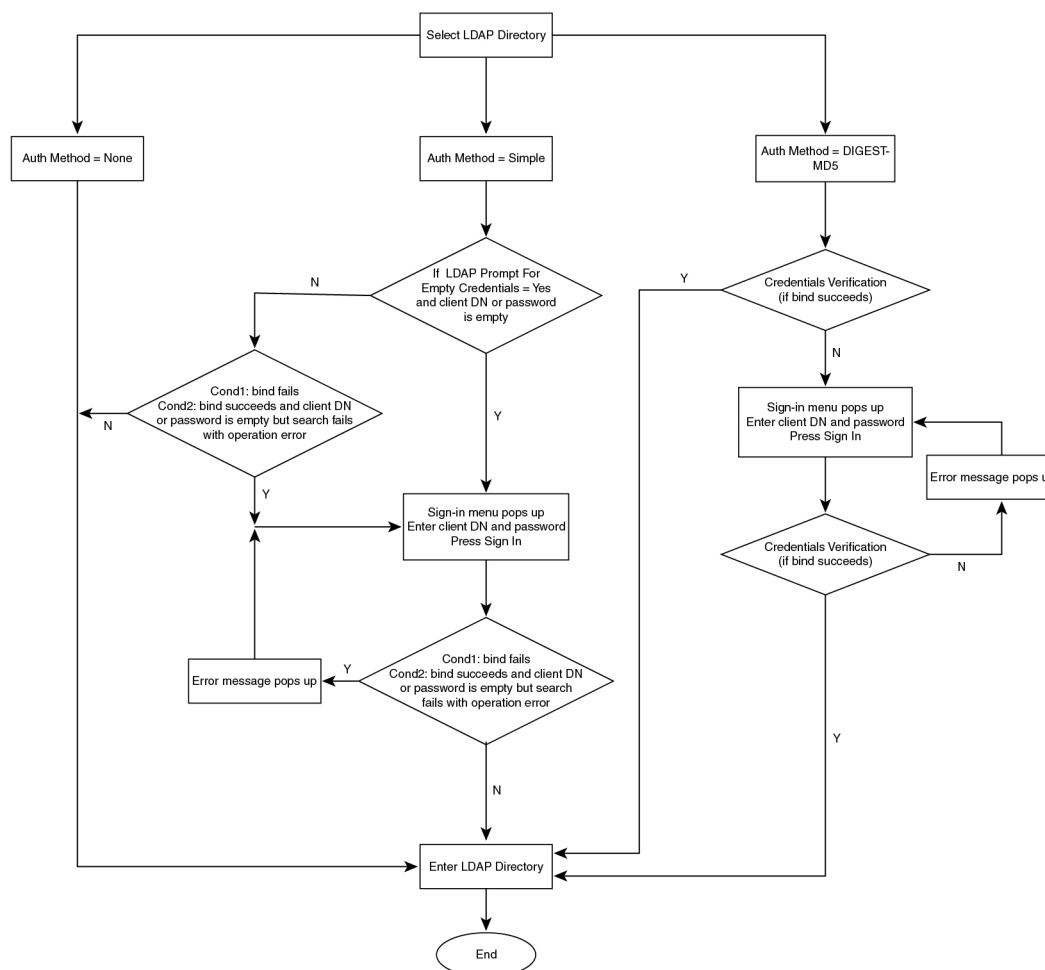 Select LDAP Directory
Auth Method = None
Auth Method = Simple
Auth Method = DIGEST-
MD5
If LDAP Prompt For
Empty Credentials = Yes
and client DN or password
is empty
N
Y
Credentials Verification
(if bind succeeds)
Y
N
Cond1: bind fails
Cond2: bind succeeds and client DN
or password is empty but search fails
with operation error
N
Y
Sign-in menu pops up
Enter client DN and password
Press Sign In
Error message pops u
Sign-in menu pops up
Enter client DN and password
Press Sign In
Credentials Verification
(if bind succeeds)
N
Y
Cond1: bind fails
Cond2: bind succeeds and client DN
or password is empty but search
fails with operation error
Y
Error message pops up
N
Enter LDAP Directory
End